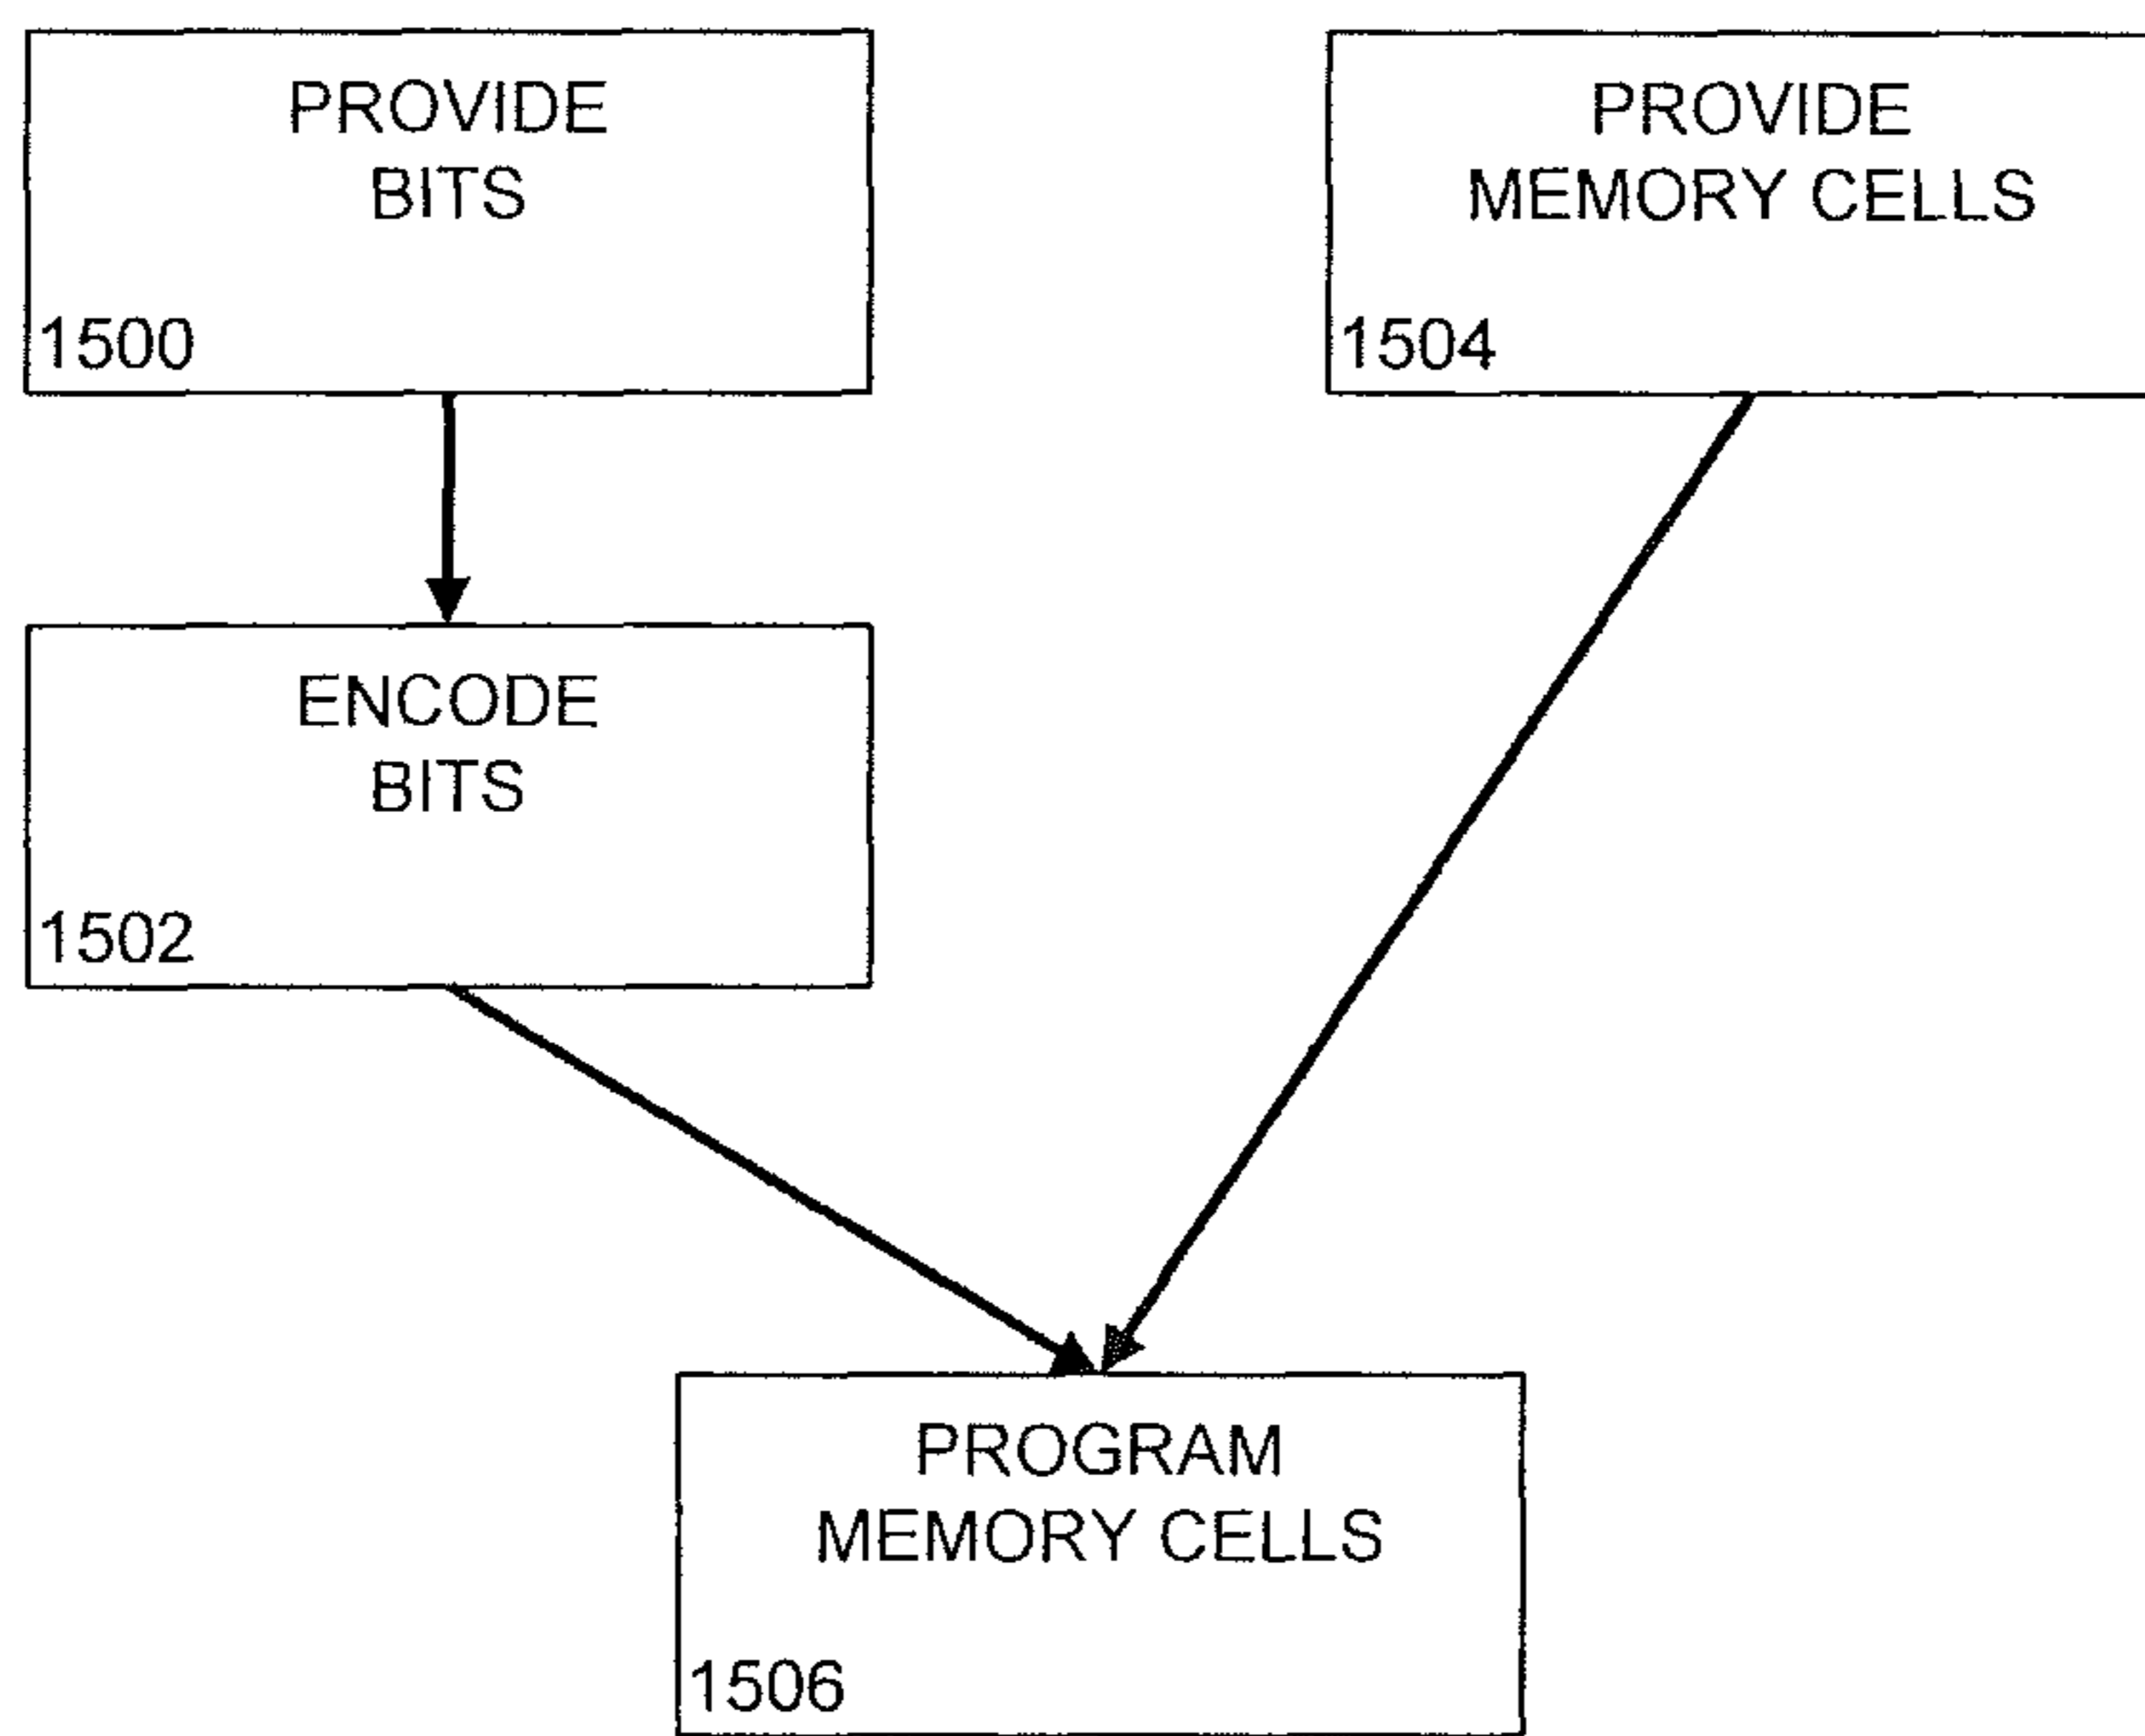 PROVIDE
BITS
1500
PROVIDE
MEMORY CELLS
1504
ENCODE
BITS
1502
PROGRAM
MEMORY CELLS
1506